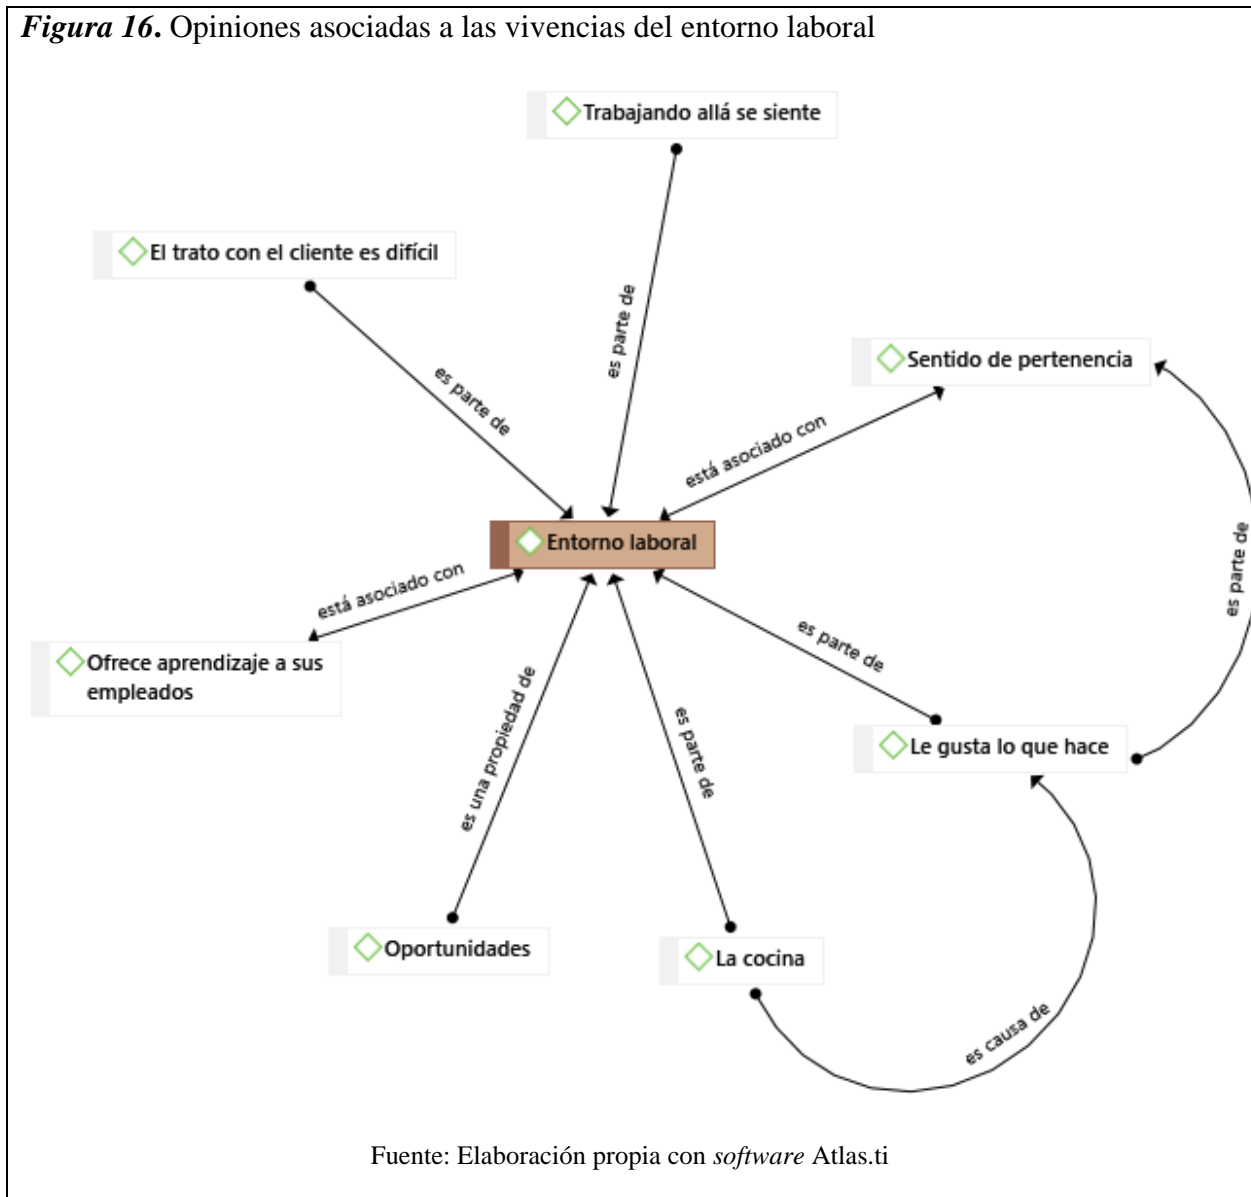 Figura 16. Opiniones asociadas a las vivencias del entorno laboral
Trabajando allá se siente
El trato con el cliente es difícil
es parte de
es parte de
Sentido de pertenencia
está asociado con
Entorno laboral
es parte de
está asociado con
es parte de
Ofrece aprendizaje a sus
empleados
es una propiedad de
es parte de
Le gusta lo que hace
Oportunidades
La cocina
es causa de
Fuente: Elaboración propia con software Atlas.ti